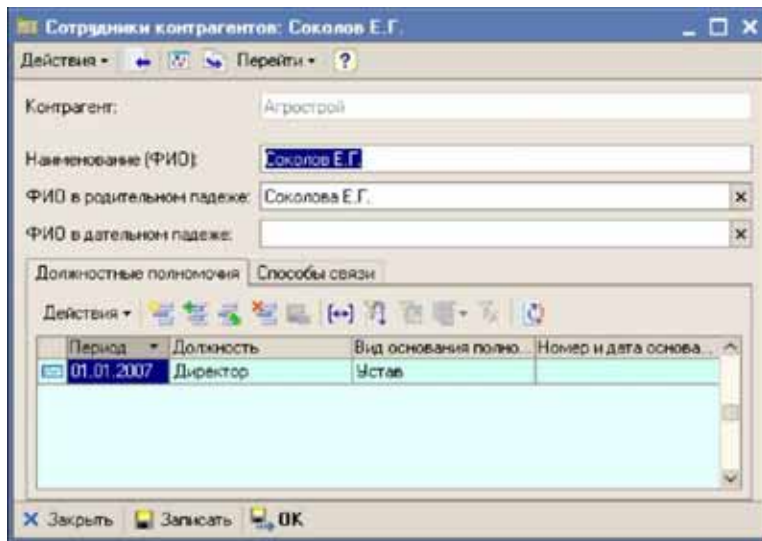 Сотрудники контрагентов: Соколов Е.Г.
Действия Перейти ?
Контрагент: Агрострой
Наименование (ФИО): Соколов Е.Г.
ФИО в родительном падеже: Соколова Е.Г.
ФИО в дательном падеже:
Должностные полномочия Способы связи
Действия
Период Должность Вид основания полно... Номер и дата основа...
01.01.2007 Директор Устав
Закрыть Записать OK